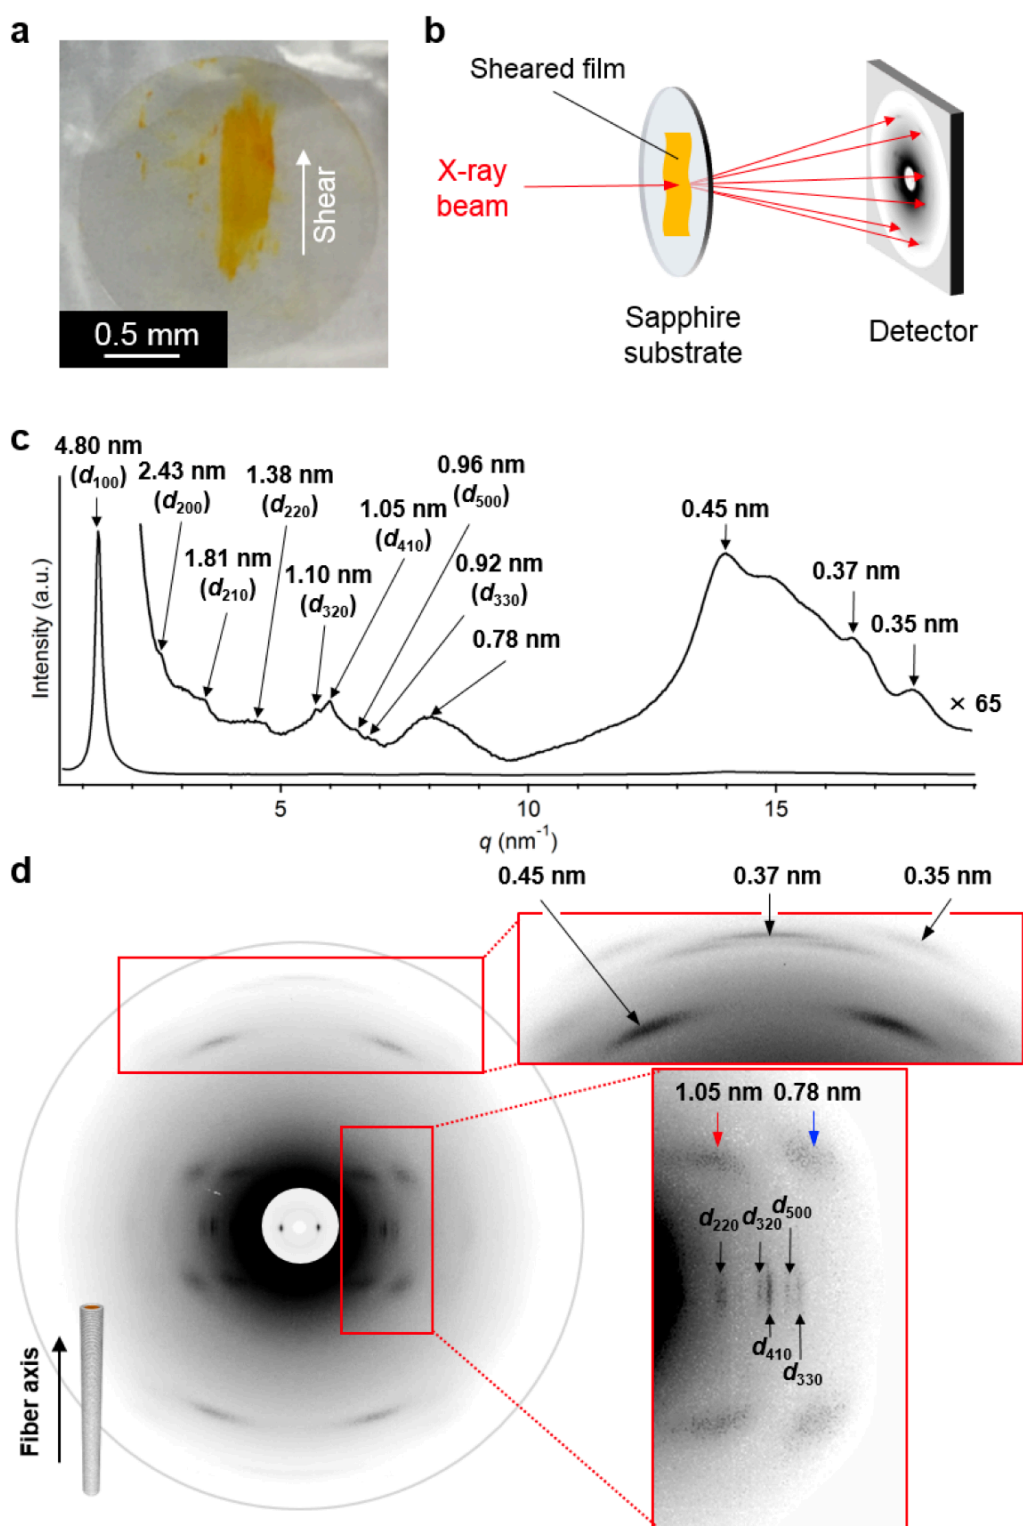 a
Shear
0.5 mm
b
Sheared film
X-ray
beam
Sapphire
substrate
Detector
c
4.80 nm
(d100)
2.43 nm
(d200)
1.81 nm
(d210)
1.38 nm
(d220)
1.10 nm
(d320)
1.05 nm
(d410)
0.96 nm
(d500)
0.92 nm
(d330)
0.78 nm
0.45 nm
0.37 nm
0.35 nm
× 65
Intensity (a.u.)
5
10
15
q (nm-1)
d
0.45 nm
0.37 nm
0.35 nm
1.05 nm
0.78 nm
d220
d320
d500
d410
d330
Fiber axis